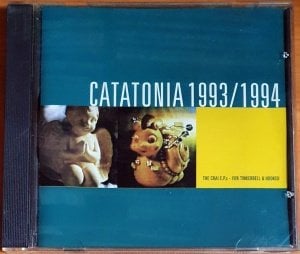 CATATONIA 1993/1994
THE CRAI E.P.s - FOR TINKERBELL & HOOKED